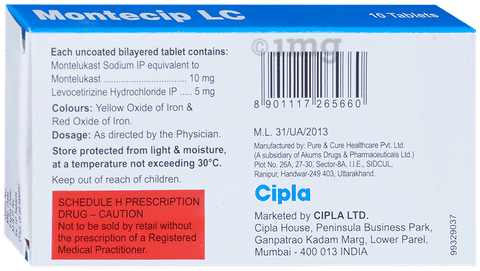 Montecip LC
10 Tablets
Each uncoated bilayered tablet contains:
Montelukast Sodium IP equivalent to
Montelukast .............................. 10 mg
Levocetirizine Hydrochloride IP ..... 5 mg
Colours: Yellow Oxide of Iron &
Red Oxide of Iron.
Dosage: As directed by the Physician.
Store protected from light & moisture,
at a temperature not exceeding 30°C.
Keep out of reach of children.
SCHEDULE H PRESCRIPTION
DRUG – CAUTION
Not to be sold by retail without
the prescription of a Registered
Medical Practitioner.
1mg
8 901117 265660
M.L. 31/UA/2013
Manufactured by: Pure & Cure Healthcare Pvt. Ltd.
(A subsidiary of Akums Drugs & Pharmaceuticals Ltd.)
Plot No. 26A, 27-30, Sector-8A, I.I.E., SIDCUL,
Ranipur, Haridwar-249 403, Uttarakhand.
Cipla
Marketed by CIPLA LTD.
Cipla House, Peninsula Business Park,
Ganpatrao Kadam Marg, Lower Parel,
Mumbai - 400 013 INDIA
99329037